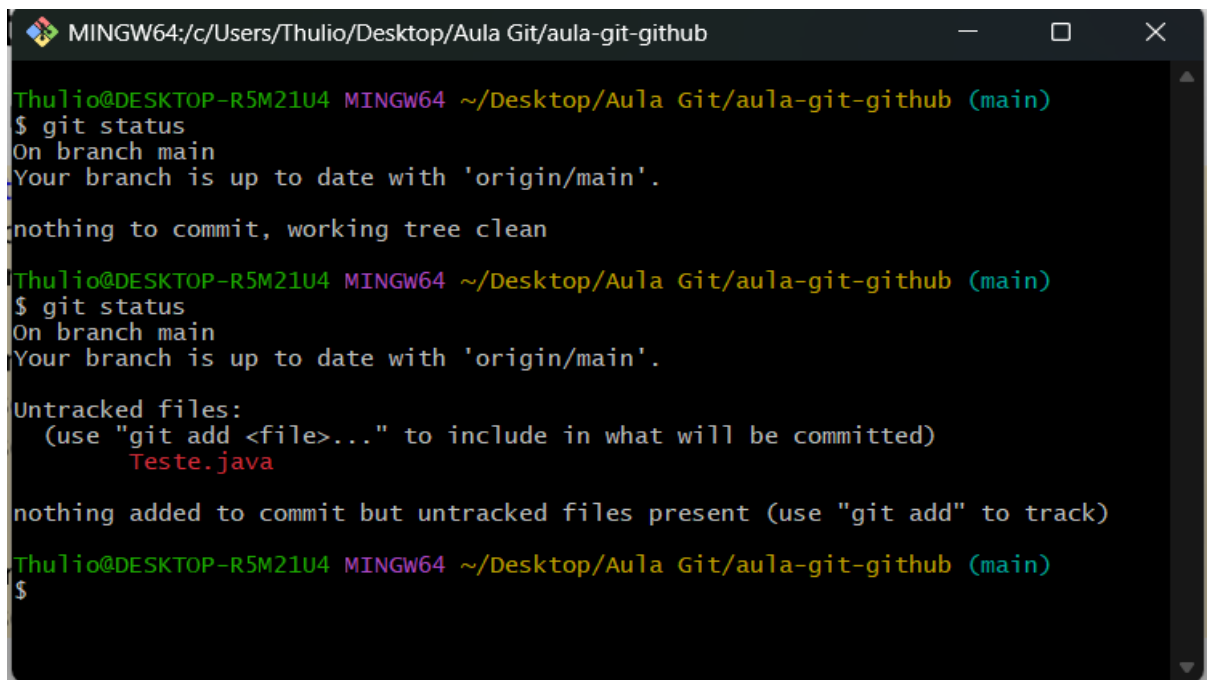 MINGW64:/c/Users/Thulio/Desktop/Aula Git/aula-git-github
Thulio@DESKTOP-R5M21U4 MINGW64 ~/Desktop/Aula Git/aula-git-github (main)
$ git status
On branch main
Your branch is up to date with 'origin/main'.
nothing to commit, working tree clean
Thulio@DESKTOP-R5M21U4 MINGW64 ~/Desktop/Aula Git/aula-git-github (main)
$ git status
On branch main
Your branch is up to date with 'origin/main'.
Untracked files:
(use "git add <file>..." to include in what will be committed)
Teste.java
nothing added to commit but untracked files present (use "git add" to track)
Thulio@DESKTOP-R5M21U4 MINGW64 ~/Desktop/Aula Git/aula-git-github (main)
$